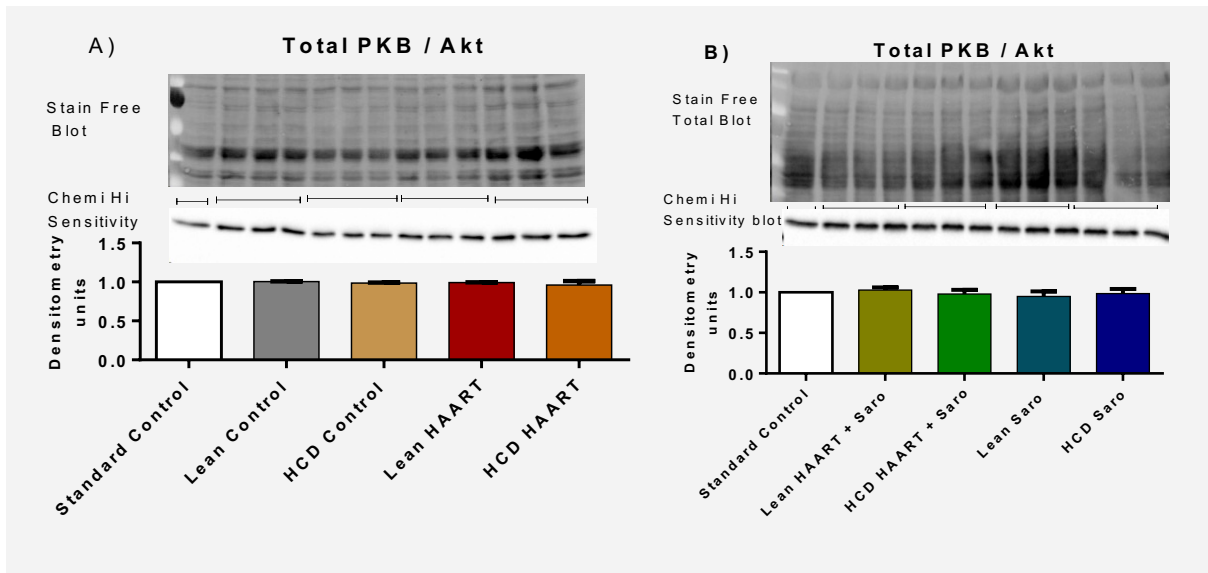 A)
Total PKB / Akt
Stain Free
Blot
Chemi Hi
Sensitivity
Densitometry
units
1.5
1.0
0.5
0.0
Standard Control
Lean Control
HCD Control
Lean HAART
HCD HAART
B)
Total PKB / Akt
Stain Free
Total Blot
Chemi Hi
Sensitivity blot
Densitometry
units
1.5
1.0
0.5
0.0
Standard Control
Lean HAART + Saro
HCD HAART + Saro
Lean Saro
HCD Saro